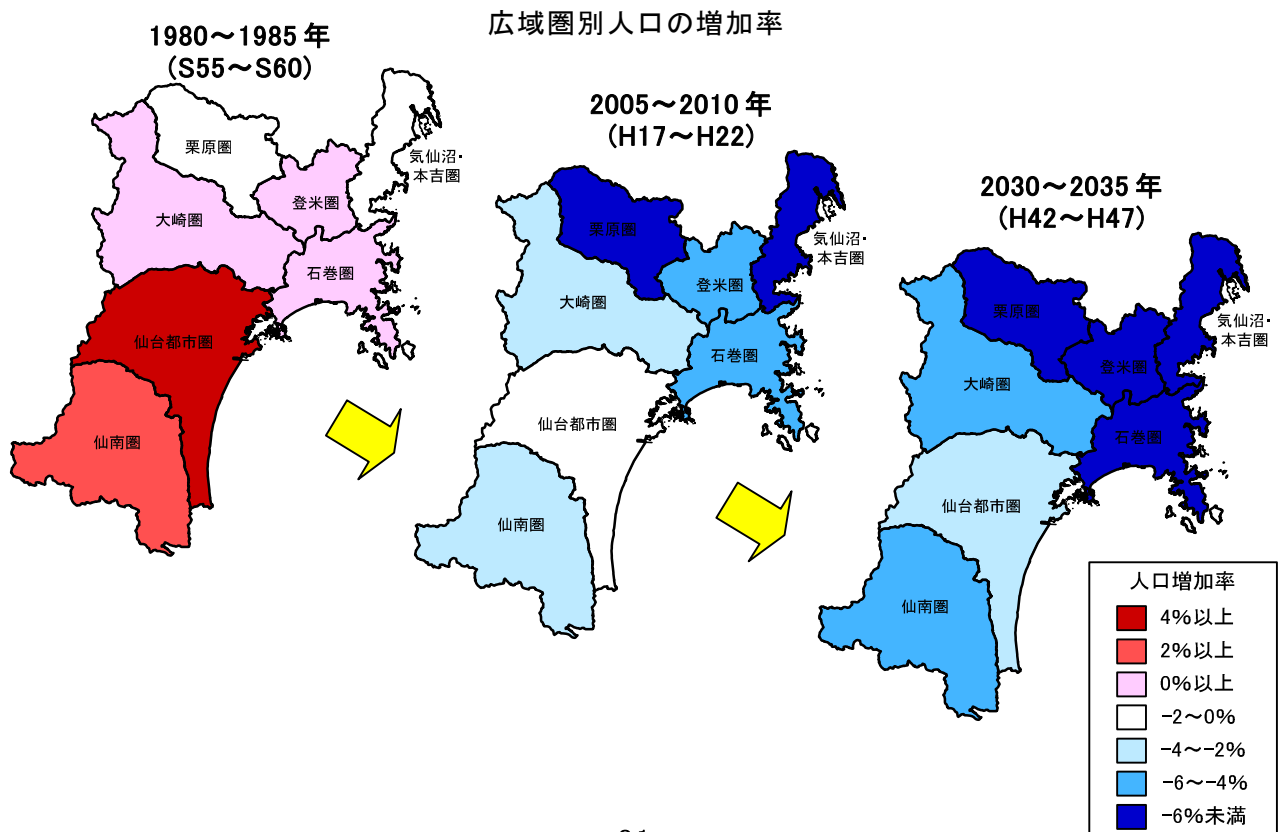 広域圏別人口の増加率
1980～1985年
(S55～S60)
栗原圏
気仙沼・
本吉圏
登米圏
大崎圏
石巻圏
仙台都市圏
仙南圏
2005～2010年
(H17～H22)
栗原圏
気仙沼・
本吉圏
登米圏
大崎圏
石巻圏
仙台都市圏
仙南圏
2030～2035年
(H42～H47)
栗原圏
気仙沼・
本吉圏
登米圏
大崎圏
石巻圏
仙台都市圏
仙南圏
人口増加率
4%以上
2%以上
0%以上
-2～0%
-4～-2%
-6～-4%
-6%未満